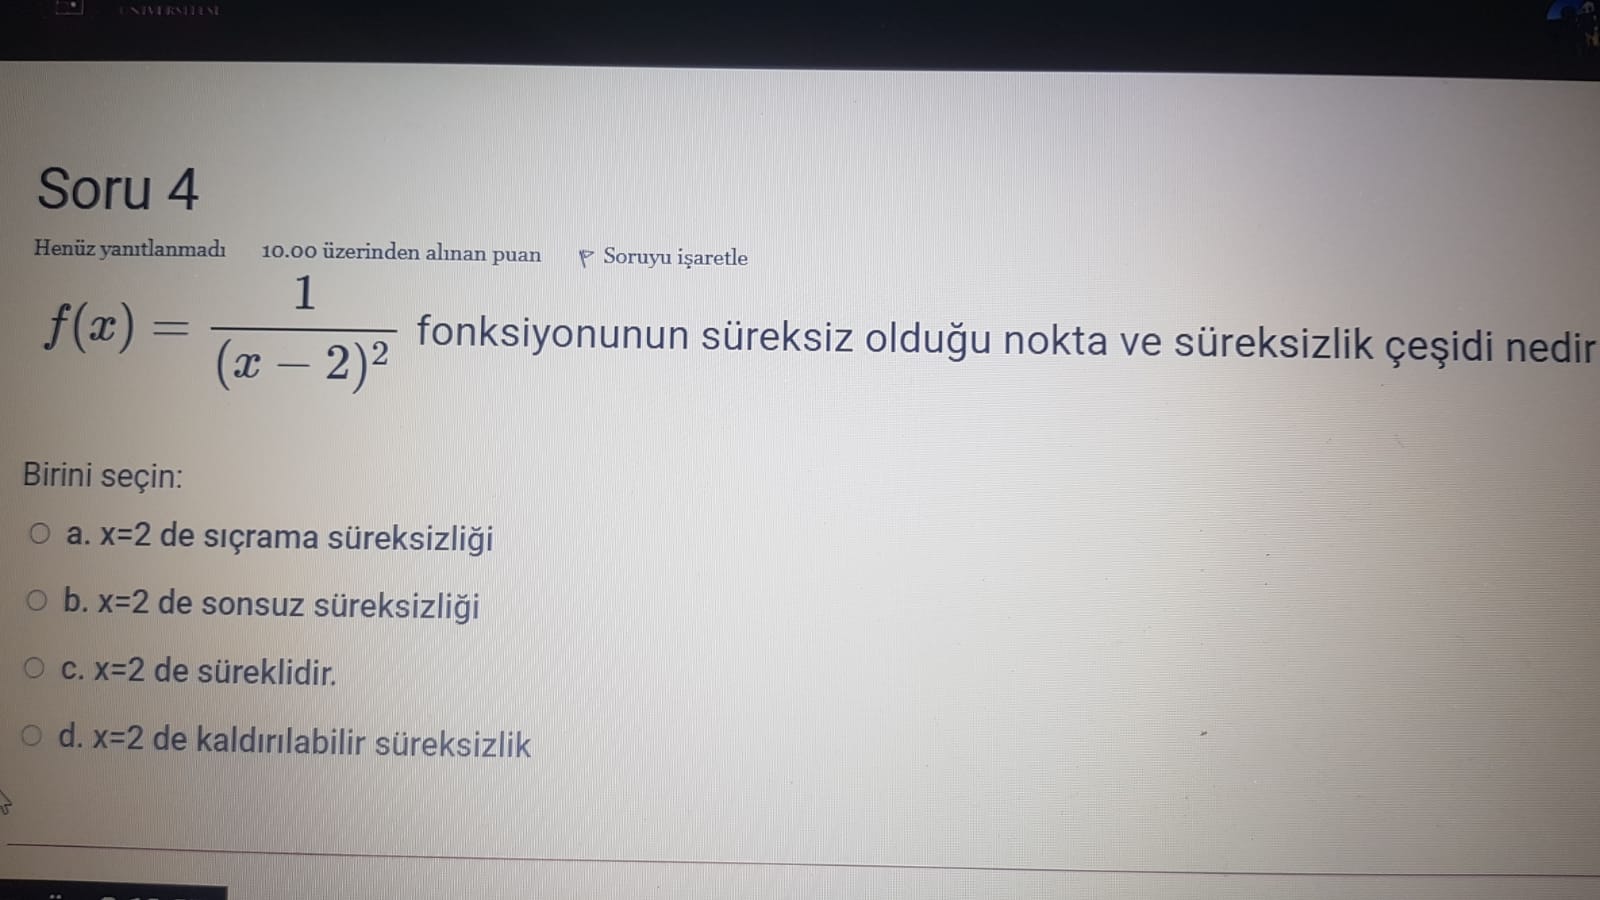 ÜNİVERSİTESİ
Soru 4
Henüz yanıtlanmadı 10.00 üzerinden alınan puan Soruyu işaretle
f(x) = 1/(x − 2)² fonksiyonunun süreksiz olduğu nokta ve süreksizlik çeşidi nedir
Birini seçin:
a. x=2 de sıçrama süreksizliği
b. x=2 de sonsuz süreksizliği
c. x=2 de süreklidir.
d. x=2 de kaldırılabilir süreksizlik